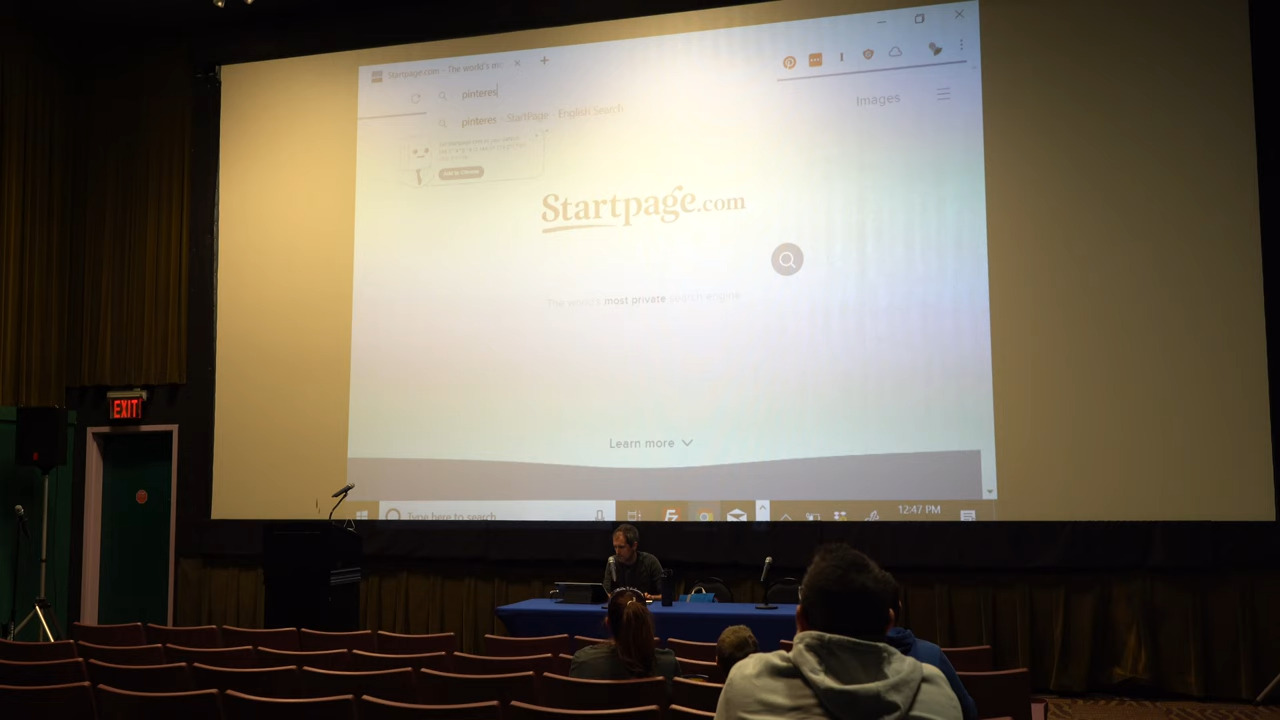 Startpage.com - The world's mo
pinteres
pinteres - StartPage - English Search
Images
Startpage.com
The world's most private search engine
Learn more
EXIT
Type here to search
12:47 PM